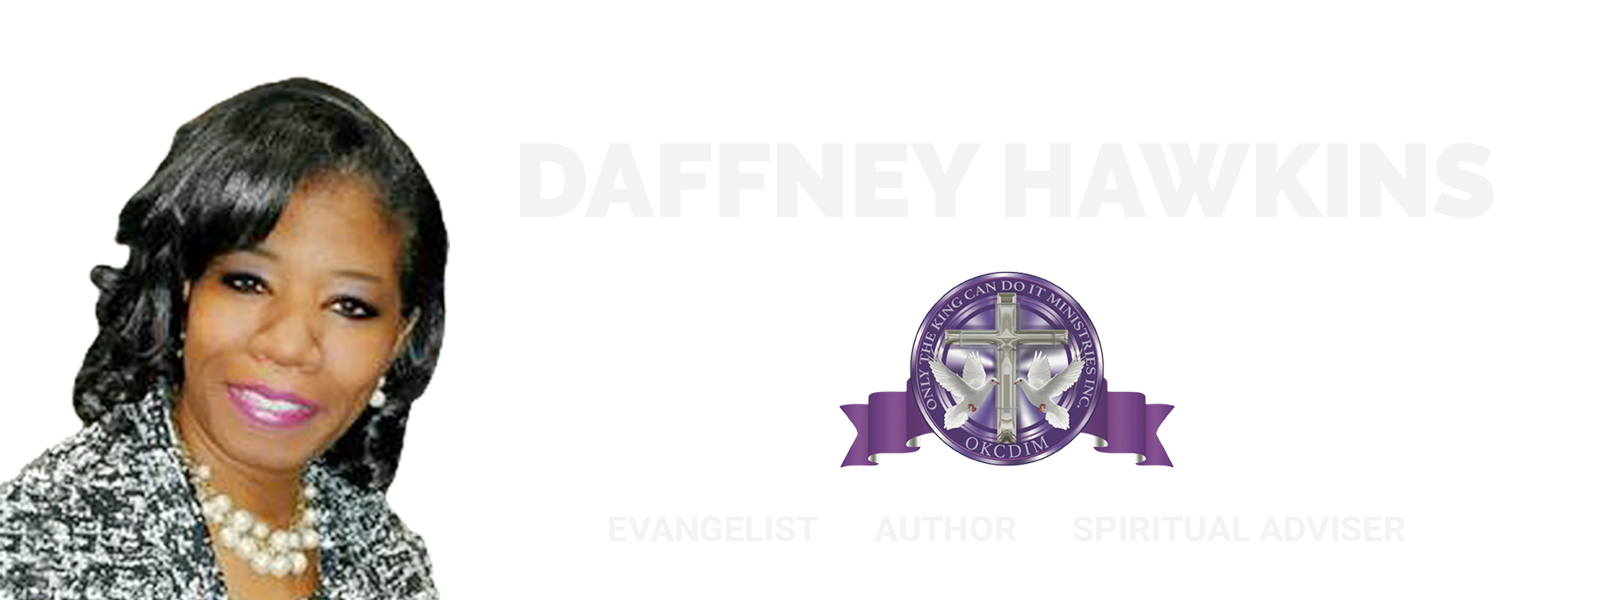 DAFFNEY HAWKINS
ONLY THE KING CAN DO IT MINISTRIES INC.
OKCDIM
EVANGELIST AUTHOR SPIRITUAL ADVISER